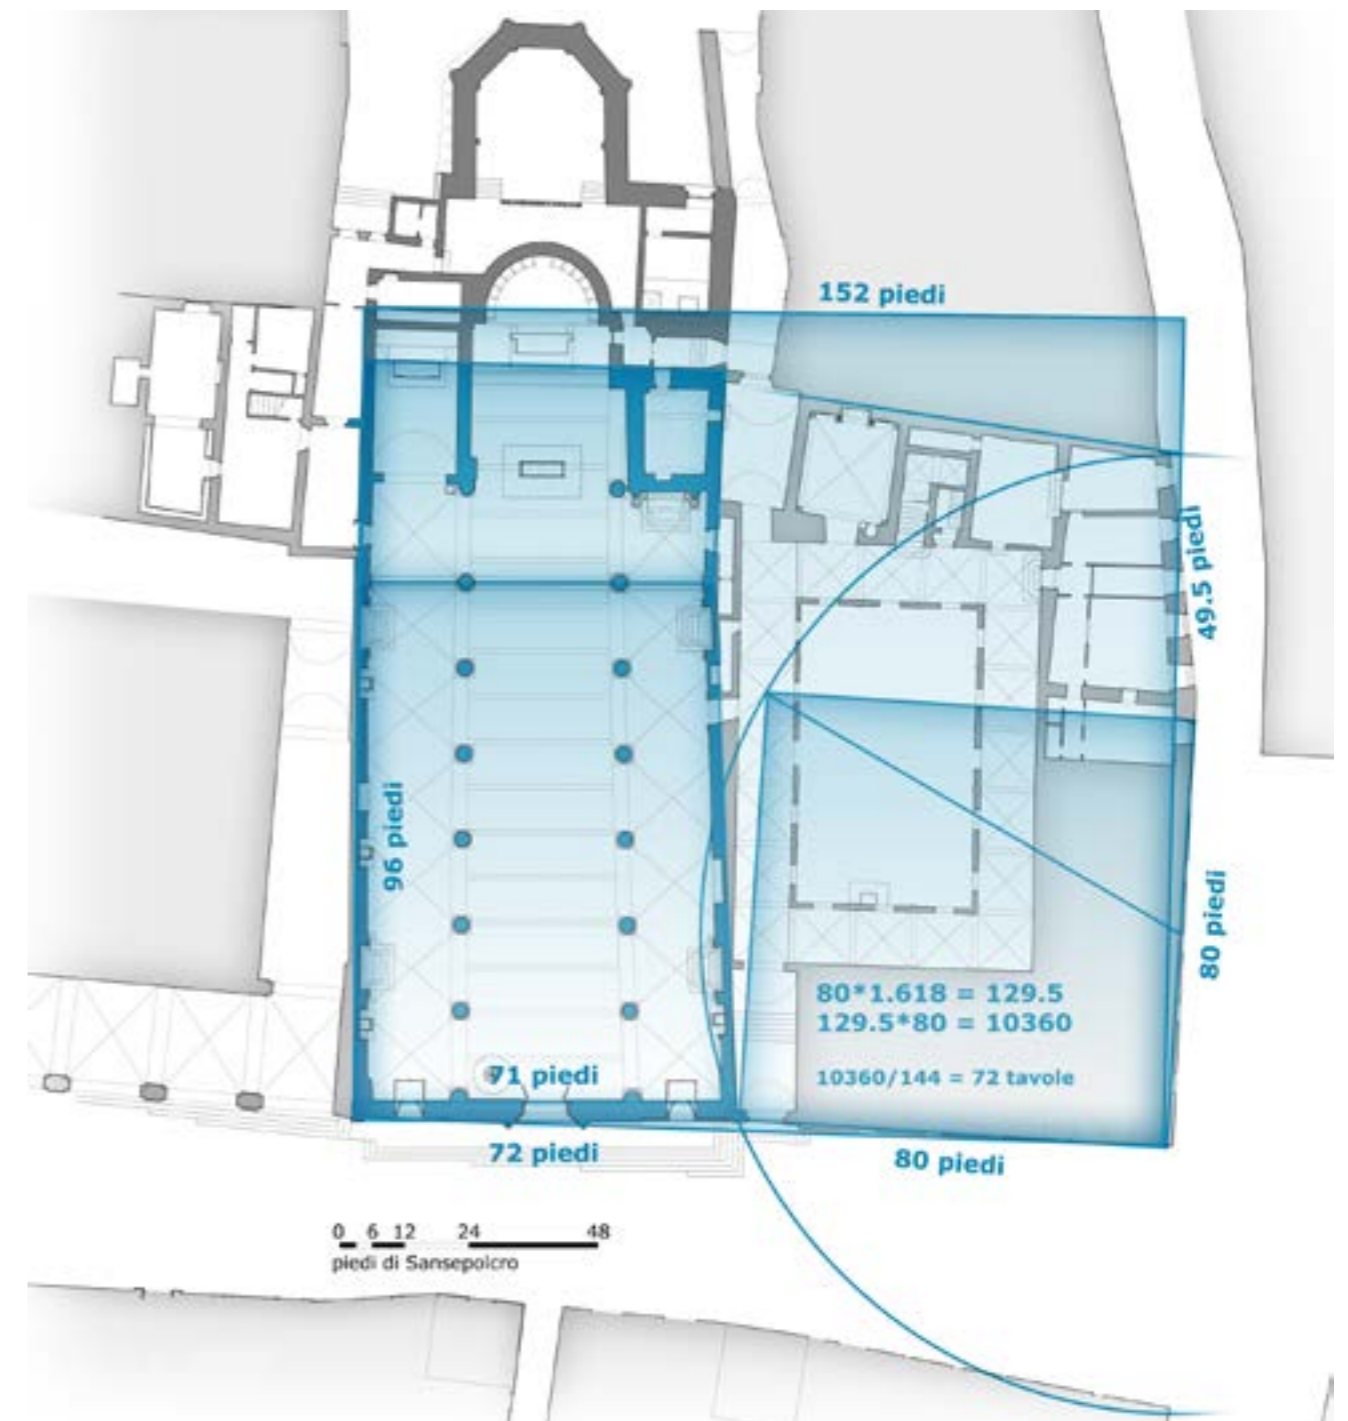 152 piedi
49.5 piedi
96 piedi
80 piedi
80*1.618 = 129.5
129.5*80 = 10360
10360/144 = 72 tavole
71 piedi
72 piedi
80 piedi
0 6 12 24 48
piedi di Sansepolcro